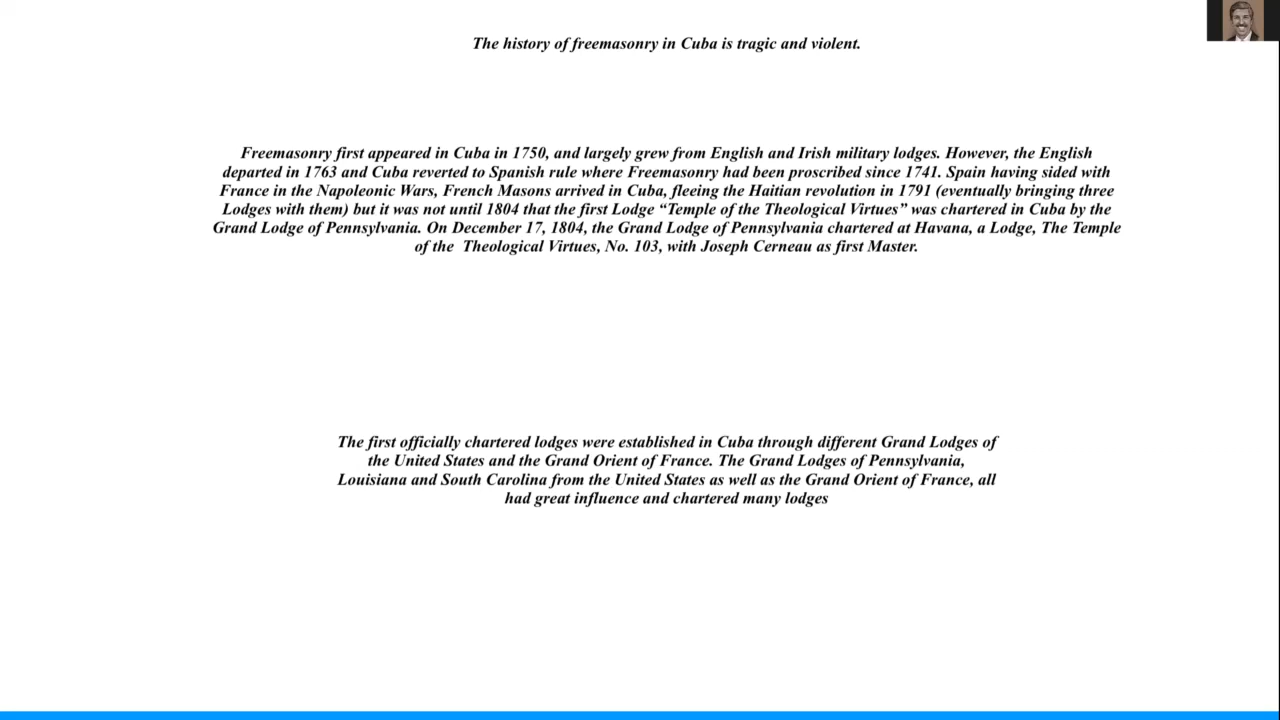 The history of freemasonry in Cuba is tragic and violent.
Freemasonry first appeared in Cuba in 1750, and largely grew from English and Irish military lodges. However, the English
departed in 1763 and Cuba reverted to Spanish rule where Freemasonry had been proscribed since 1741. Spain having sided with
France in the Napoleonic Wars, French Masons arrived in Cuba, fleeing the Haitian revolution in 1791 (eventually bringing three
Lodges with them) but it was not until 1804 that the first Lodge “Temple of the Theological Virtues” was chartered in Cuba by the
Grand Lodge of Pennsylvania. On December 17, 1804, the Grand Lodge of Pennsylvania chartered at Havana, a Lodge, The Temple
of the  Theological Virtues, No. 103, with Joseph Cerneau as first Master.
The first officially chartered lodges were established in Cuba through different Grand Lodges of
the United States and the Grand Orient of France. The Grand Lodges of Pennsylvania,
Louisiana and South Carolina from the United States as well as the Grand Orient of France, all
had great influence and chartered many lodges